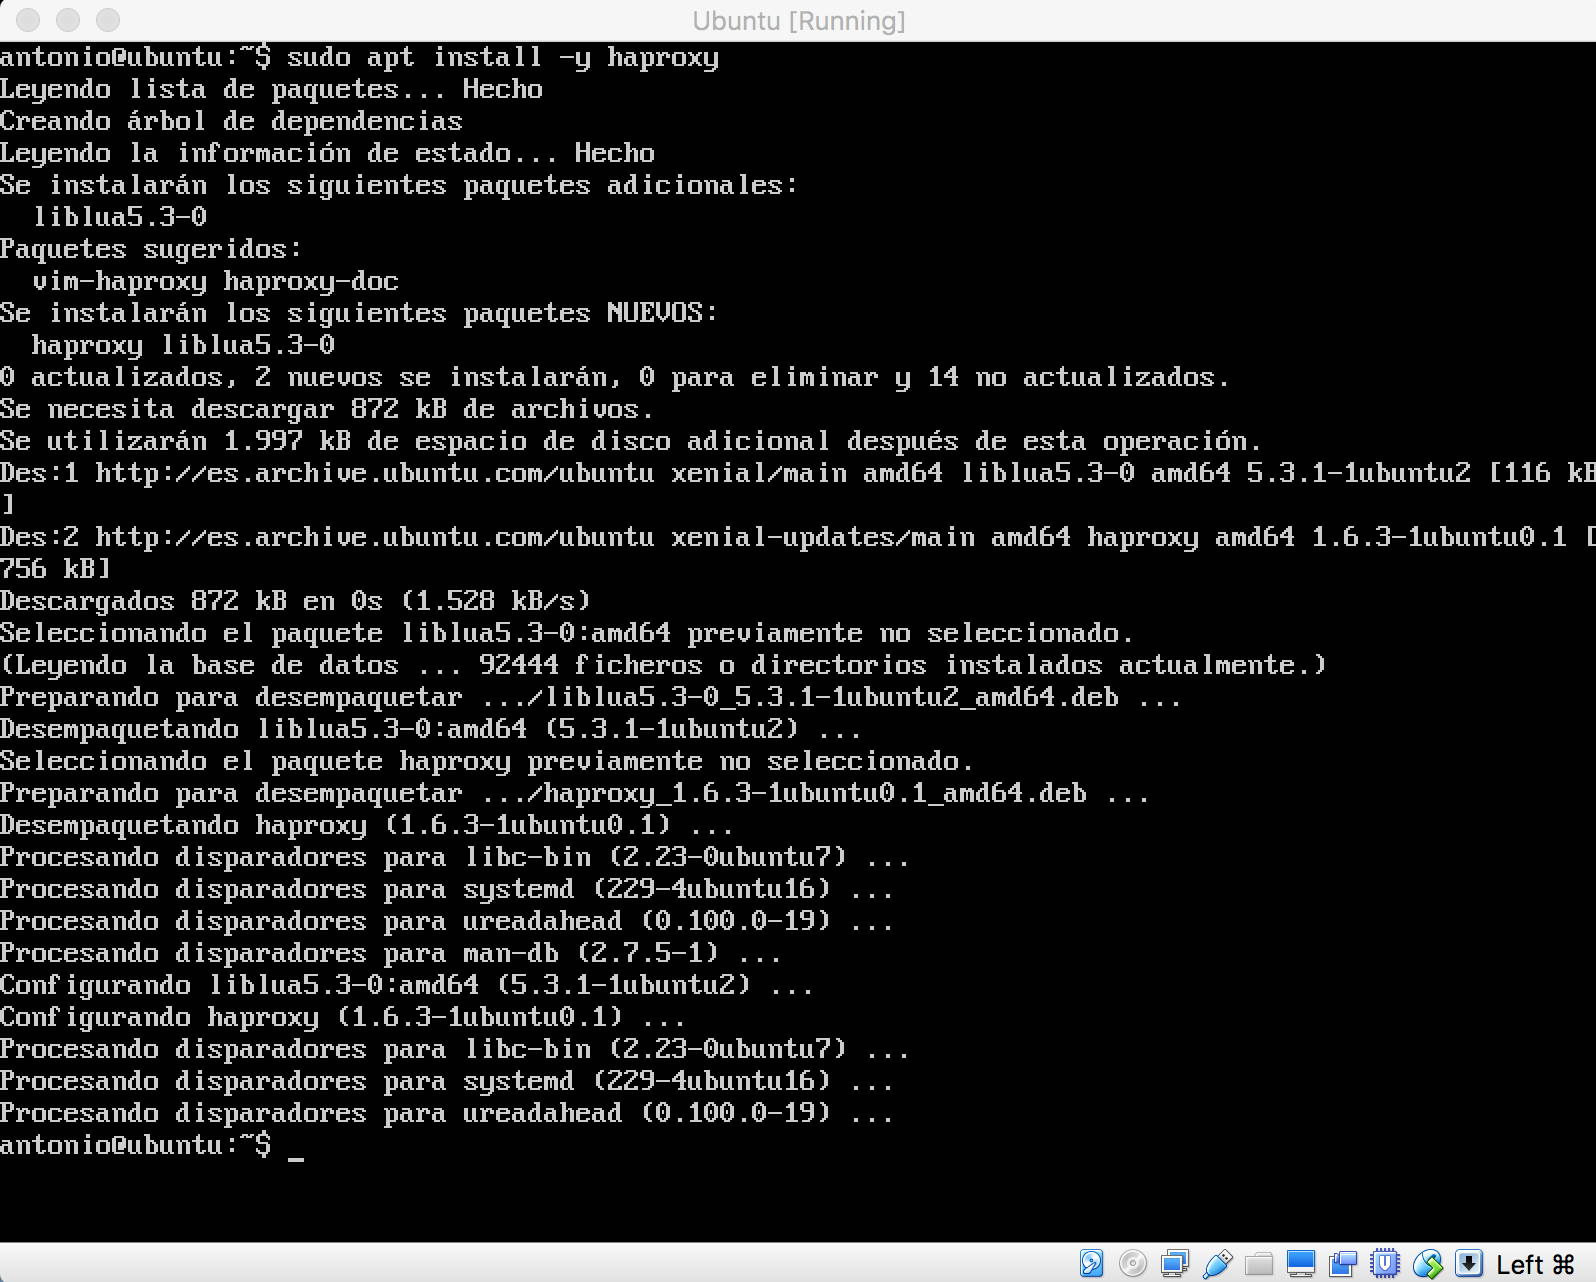 Ubuntu [Running]
antonio@ubuntu:~$ sudo apt install -y haproxy
Leyendo lista de paquetes... Hecho
Creando árbol de dependencias
Leyendo la información de estado... Hecho
Se instalarán los siguientes paquetes adicionales:
  liblua5.3-0
Paquetes sugeridos:
  vim-haproxy haproxy-doc
Se instalarán los siguientes paquetes NUEVOS:
  haproxy liblua5.3-0
0 actualizados, 2 nuevos se instalarán, 0 para eliminar y 14 no actualizados.
Se necesita descargar 872 kB de archivos.
Se utilizarán 1.997 kB de espacio de disco adicional después de esta operación.
Des:1 http://es.archive.ubuntu.com/ubuntu xenial/main amd64 liblua5.3-0 amd64 5.3.1-1ubuntu2 [116 kB
]
Des:2 http://es.archive.ubuntu.com/ubuntu xenial-updates/main amd64 haproxy amd64 1.6.3-1ubuntu0.1 [
756 kB]
Descargados 872 kB en 0s (1.528 kB/s)
Seleccionando el paquete liblua5.3-0:amd64 previamente no seleccionado.
(Leyendo la base de datos ... 92444 ficheros o directorios instalados actualmente.)
Preparando para desempaquetar .../liblua5.3-0_5.3.1-1ubuntu2_amd64.deb ...
Desempaquetando liblua5.3-0:amd64 (5.3.1-1ubuntu2) ...
Seleccionando el paquete haproxy previamente no seleccionado.
Preparando para desempaquetar .../haproxy_1.6.3-1ubuntu0.1_amd64.deb ...
Desempaquetando haproxy (1.6.3-1ubuntu0.1) ...
Procesando disparadores para libc-bin (2.23-0ubuntu7) ...
Procesando disparadores para systemd (229-4ubuntu16) ...
Procesando disparadores para ureadahead (0.100.0-19) ...
Procesando disparadores para man-db (2.7.5-1) ...
Configurando liblua5.3-0:amd64 (5.3.1-1ubuntu2) ...
Configurando haproxy (1.6.3-1ubuntu0.1) ...
Procesando disparadores para libc-bin (2.23-0ubuntu7) ...
Procesando disparadores para systemd (229-4ubuntu16) ...
Procesando disparadores para ureadahead (0.100.0-19) ...
antonio@ubuntu:~$ _
Left ⌘